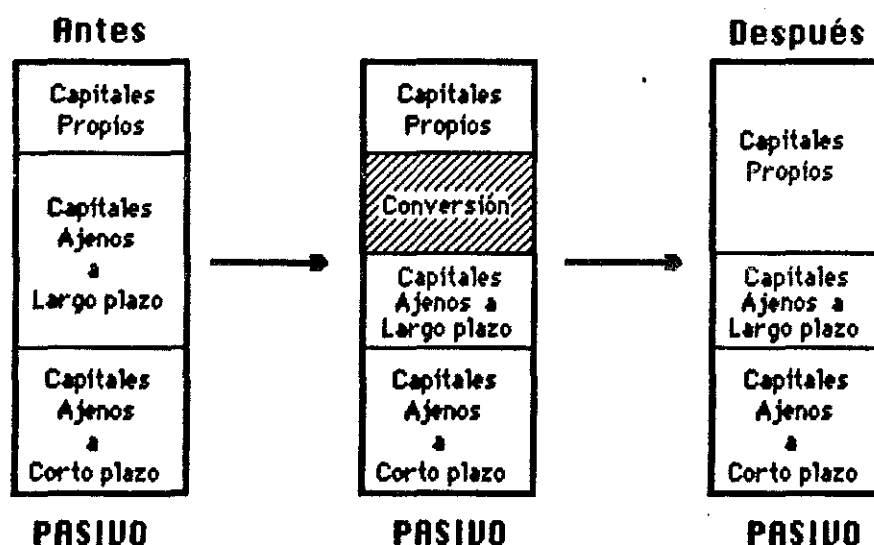 Antes
Después
Capitales
Propios
Capitales
Ajenos
a
Largo plazo
Capitales
Ajenos
a
Corto plazo
PASIVO
Capitales
Propios
Conversión
Capitales
Ajenos a
Largo plazo
Capitales
Ajenos
a
Corto plazo
PASIVO
Capitales
Propios
Capitales
Ajenos a
Largo plazo
Capitales
Ajenos
a
Corto plazo
PASIVO